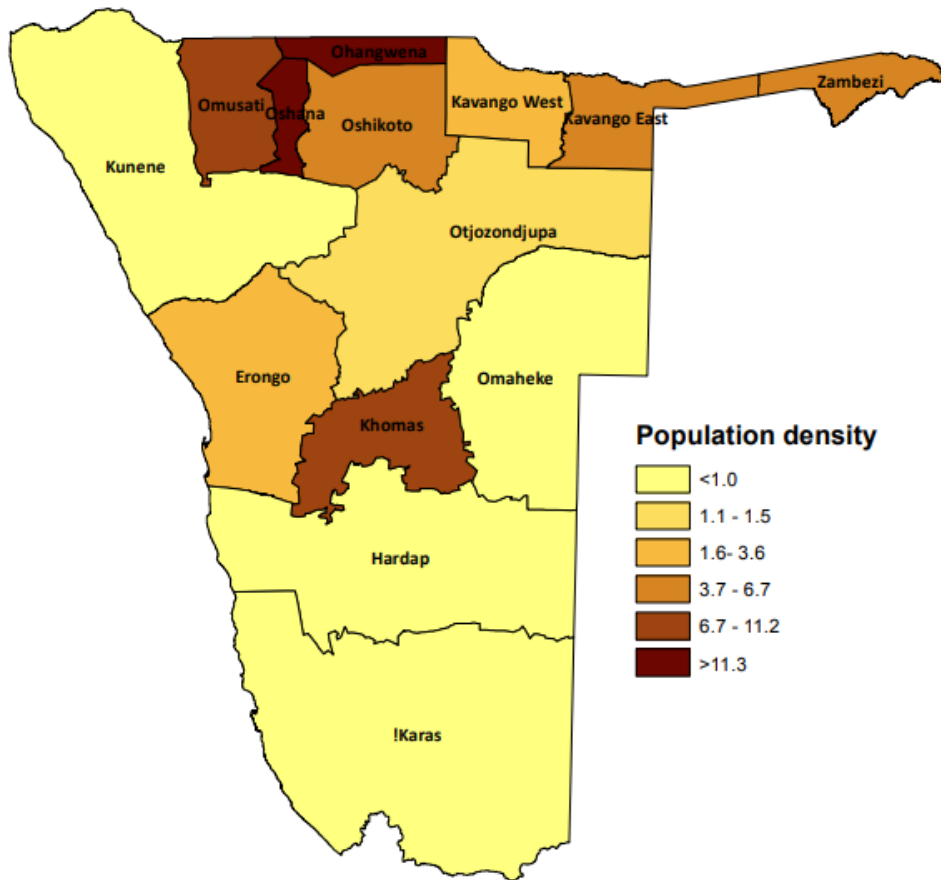 Ohangwena
Omusati
Oshana
Oshikoto
Kavango West
Kavango East
Zambezi
Kunene
Otjozondjupa
Erongo
Omaheke
Khomas
Hardap
!Karas
Population density
<1.0
1.1 - 1.5
1.6- 3.6
3.7 - 6.7
6.7 - 11.2
>11.3